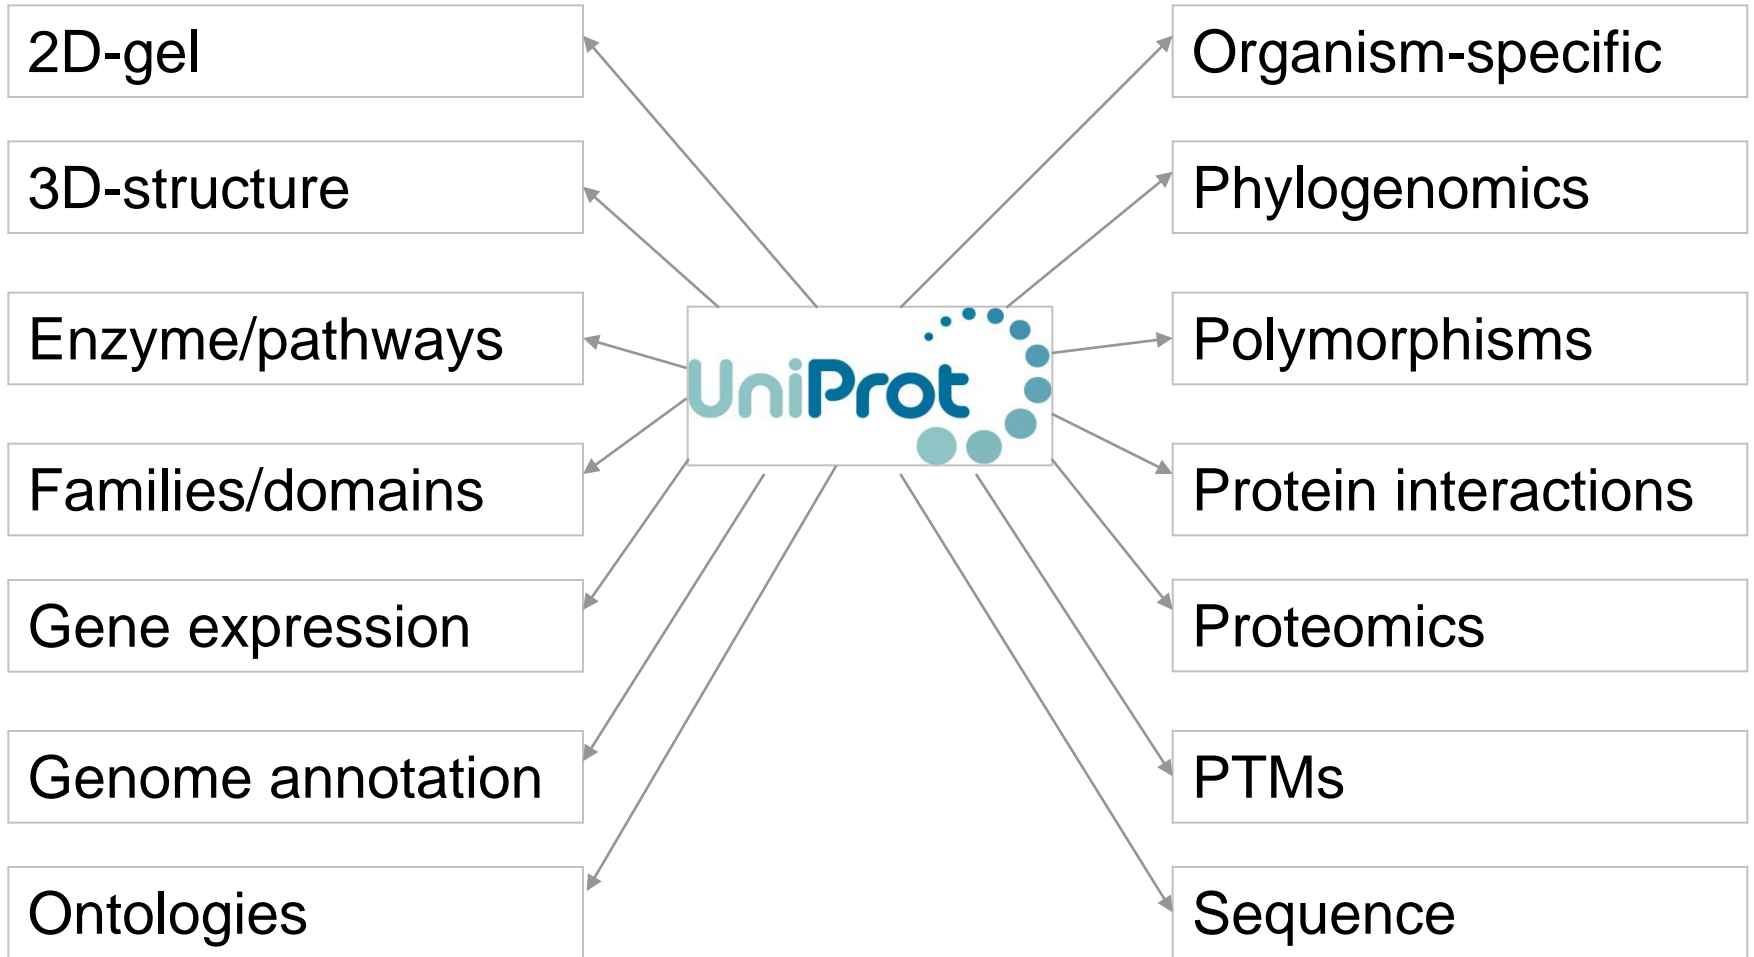 2D-gel
3D-structure
Enzyme/pathways
Families/domains
Gene expression
Genome annotation
Ontologies
UniProt
Organism-specific
Phylogenomics
Polymorphisms
Protein interactions
Proteomics
PTMs
Sequence